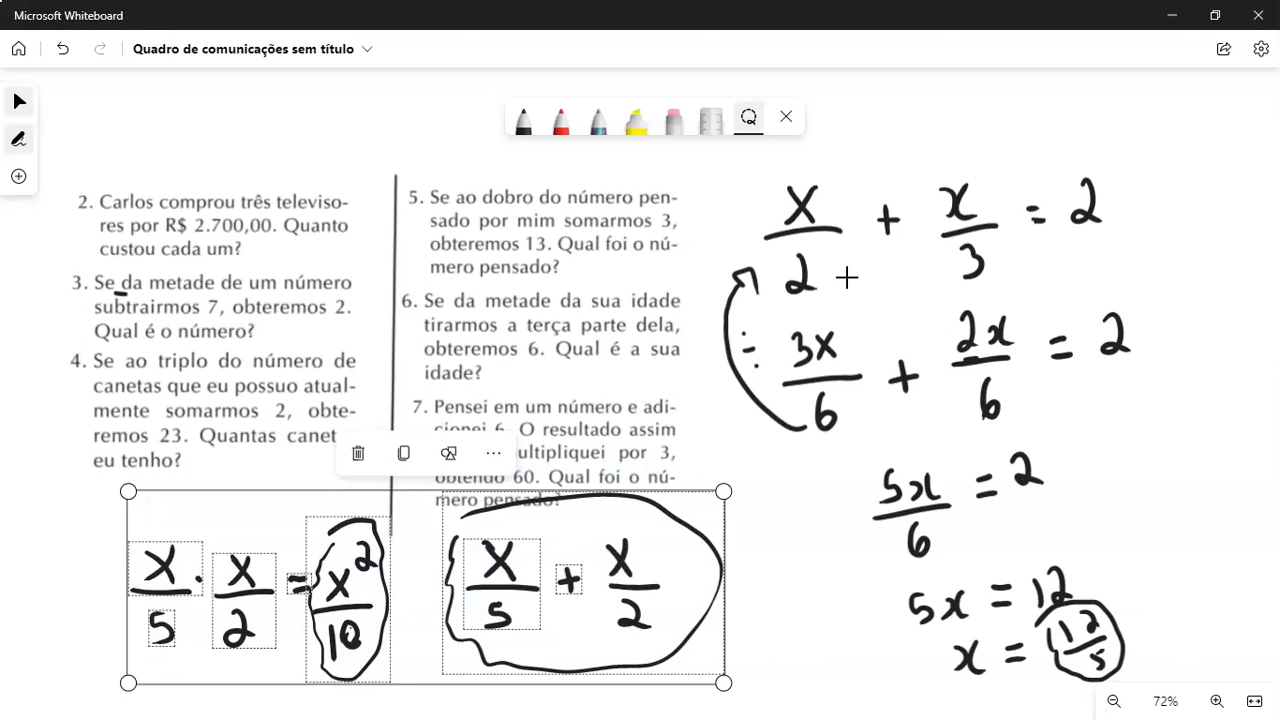 Microsoft Whiteboard
Quadro de comunicações sem título
2. Carlos comprou três televiso-
res por R$ 2.700,00. Quanto
custou cada um?
3. Se da metade de um número
subtrairmos 7, obteremos 2.
Qual é o número?
4. Se ao triplo do número de
canetas que eu possuo atual-
mente somarmos 2, obte-
remos 23. Quantas canet
eu tenho?
5. Se ao dobro do número pen-
sado por mim somarmos 3,
obteremos 13. Qual foi o nú-
mero pensado?
6. Se da metade da sua idade
tirarmos a terça parte dela,
obteremos 6. Qual é a sua
idade?
7. Pensei em um número e adi-
cionei 6. O resultado assim
ultipliquei por 3,
obtendo 60. Qual foi o nú-
mero pensado?
x/5 · x/2 = x²/10
x/5 + x/2
x/2 + x/3 = 2
÷ 3x/6 + 2x/6 = 2
5x/6 = 2
5x = 12
x = 12/5
72%